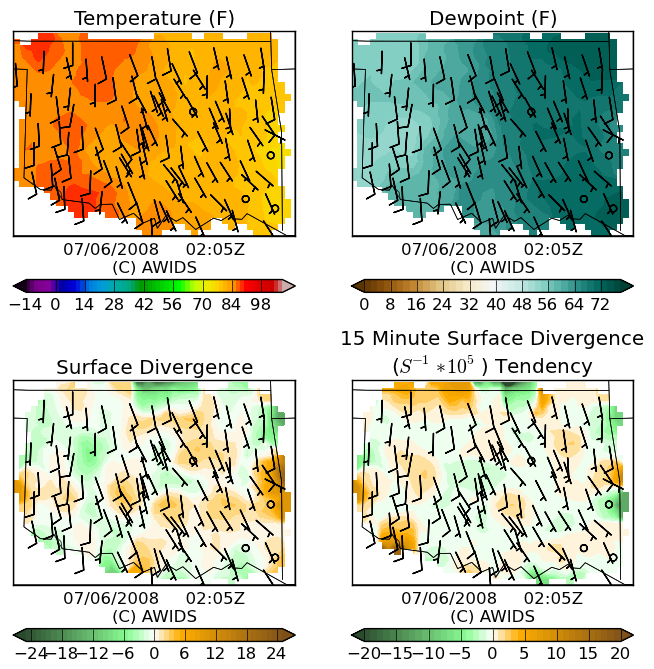 Temperature (F)
Dewpoint (F)
07/06/2008 02:05Z
(C) AWIDS
07/06/2008 02:05Z
(C) AWIDS
−14 0 14 28 42 56 70 84 98
0 8 16 24 32 40 48 56 64 72
15 Minute Surface Divergence
Surface Divergence
(S⁻¹ *10⁵ ) Tendency
07/06/2008 02:05Z
(C) AWIDS
07/06/2008 02:05Z
(C) AWIDS
−24−18−12 −6 0 6 12 18 24
−20−15−10 −5 0 5 10 15 20